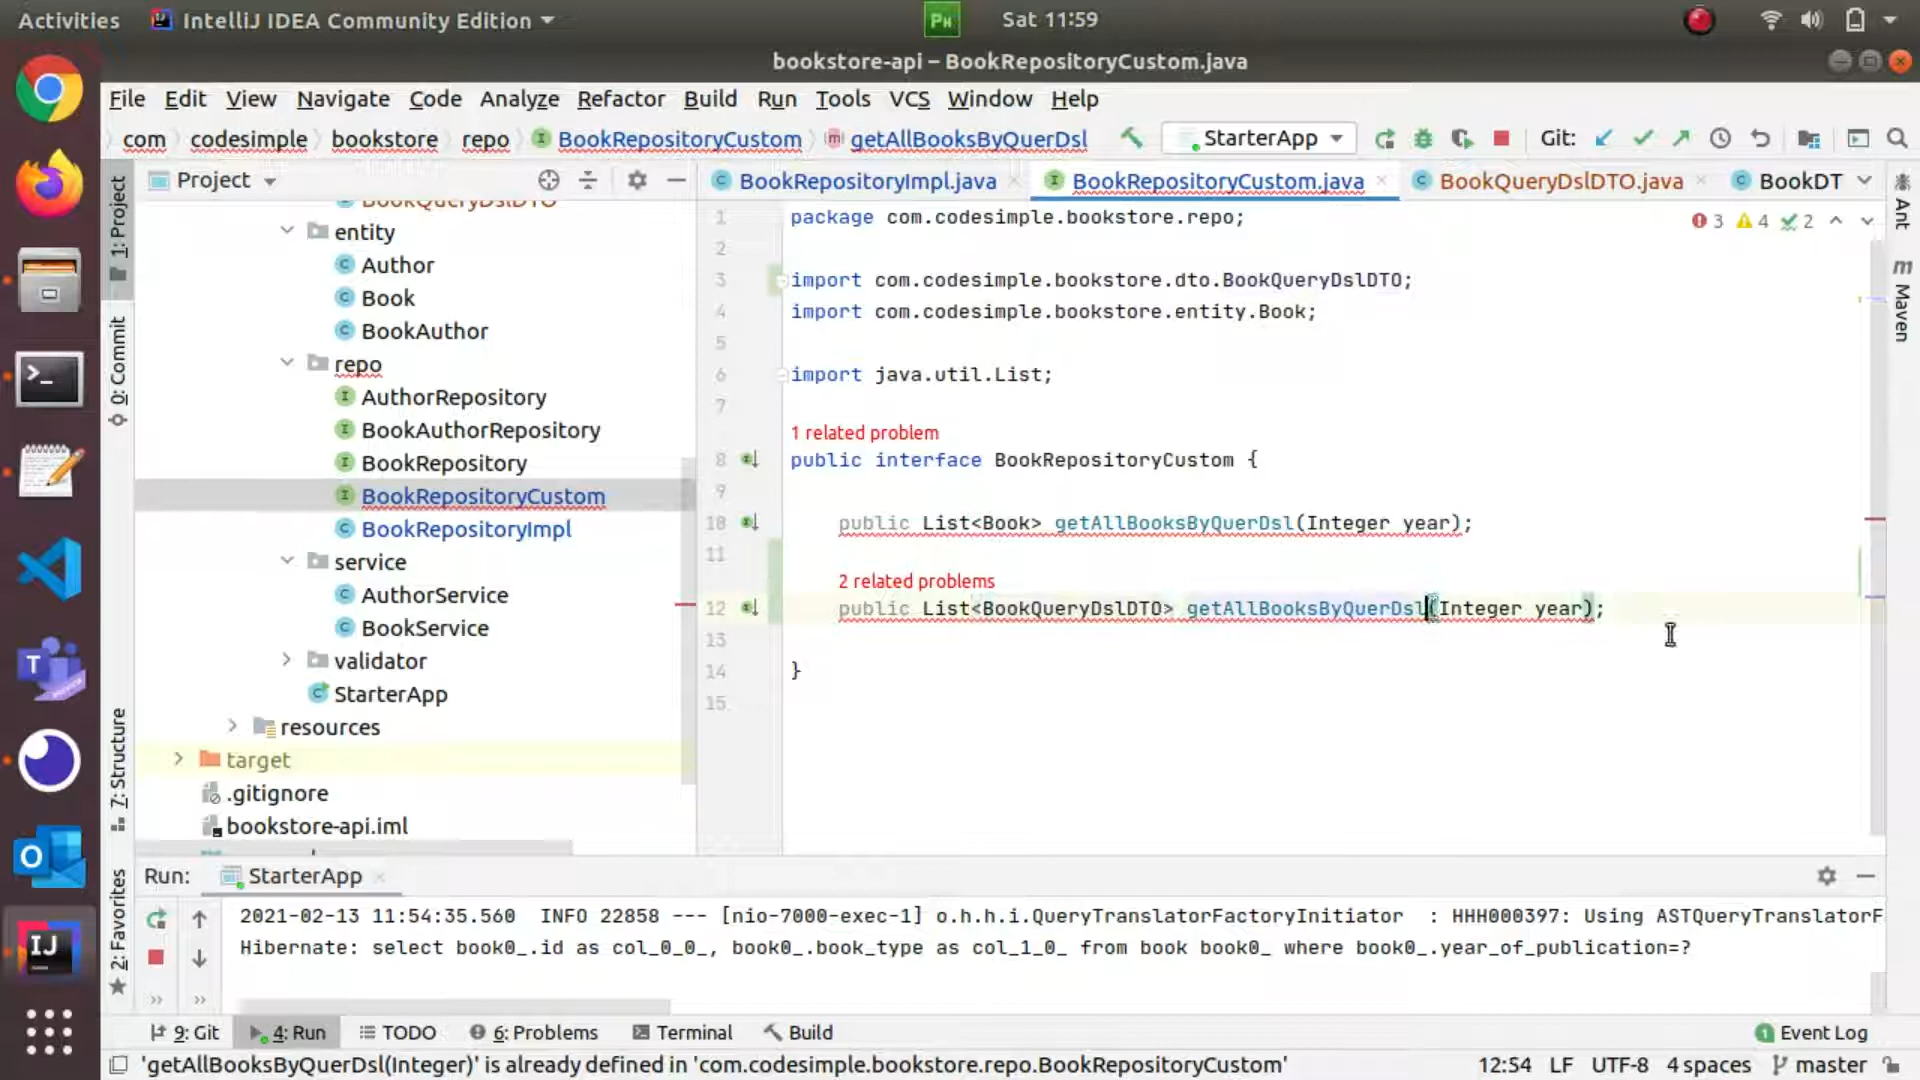 Activities IntelliJ IDEA Community Edition Sat 11:59
bookstore-api – BookRepositoryCustom.java
File Edit View Navigate Code Analyze Refactor Build Run Tools VCS Window Help
com codesimple bookstore repo BookRepositoryCustom getAllBooksByQuerDsl StarterApp Git:
Project
BookRepositoryImpl.java BookRepositoryCustom.java BookQueryDslDTO.java BookDT
1: Project
0: Commit
7: Structure
2: Favorites
Ant
Maven
BookQueryDslDTO
entity
Author
Book
BookAuthor
repo
AuthorRepository
BookAuthorRepository
BookRepository
BookRepositoryCustom
BookRepositoryImpl
service
AuthorService
BookService
validator
StarterApp
resources
target
.gitignore
bookstore-api.iml
3 4 2
1 package com.codesimple.bookstore.repo;
2
3 import com.codesimple.bookstore.dto.BookQueryDslDTO;
4 import com.codesimple.bookstore.entity.Book;
5
6 import java.util.List;
7
1 related problem
8 public interface BookRepositoryCustom {
9
10 public List<Book> getAllBooksByQuerDsl(Integer year);
11
2 related problems
12 public List<BookQueryDslDTO> getAllBooksByQuerDsl(Integer year);
13
14 }
15
Run: StarterApp
2021-02-13 11:54:35.560 INFO 22858 --- [nio-7000-exec-1] o.h.h.i.QueryTranslatorFactoryInitiator : HHH000397: Using ASTQueryTranslatorF
Hibernate: select book0_.id as col_0_0_, book0_.book_type as col_1_0_ from book book0_ where book0_.year_of_publication=?
9: Git 4: Run TODO 6: Problems Terminal Build 1 Event Log
'getAllBooksByQuerDsl(Integer)' is already defined in 'com.codesimple.bookstore.repo.BookRepositoryCustom' 12:54 LF UTF-8 4 spaces master